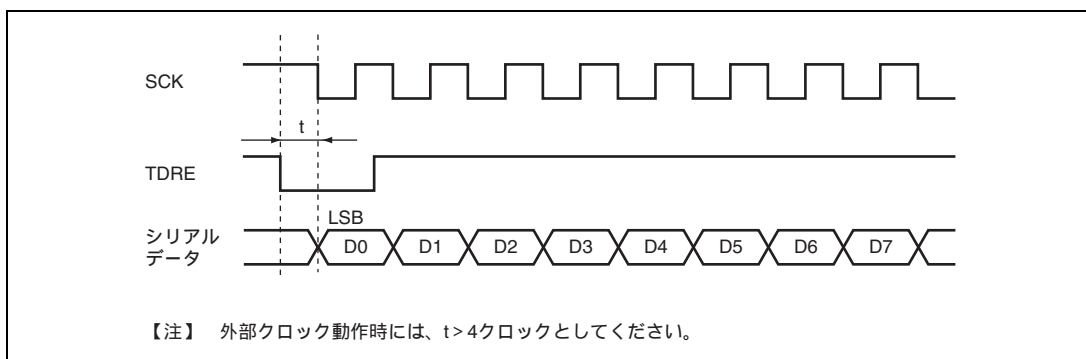 SCK
t
TDRE
LSB
シリアル
データ
D0 D1 D2 D3 D4 D5 D6 D7
【注】 外部クロック動作時には、t>4クロックとしてください。